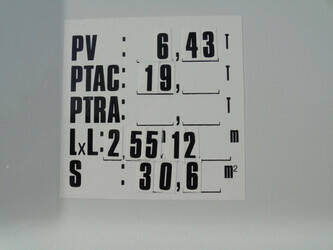 PV : 6,43 T
PTAC: 19, T
PTRA: , T
LxL: 2,55 12 m
S : 30,6 m²